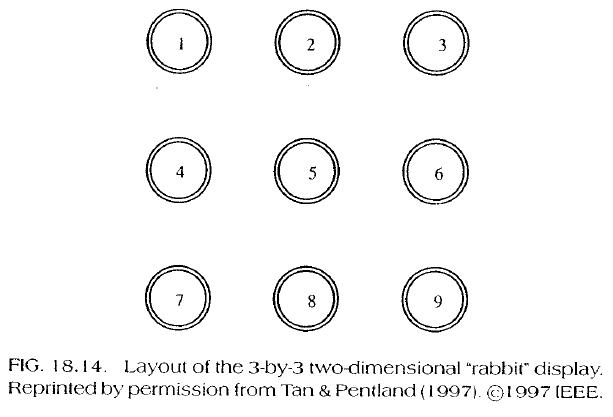 1 2 3
4 5 6
7 8 9
FIG. 18.14. Layout of the 3-by-3 two-dimensional "rabbit" display.
Reprinted by permission from Tan & Pentland (1997). ©1997 IEEE.